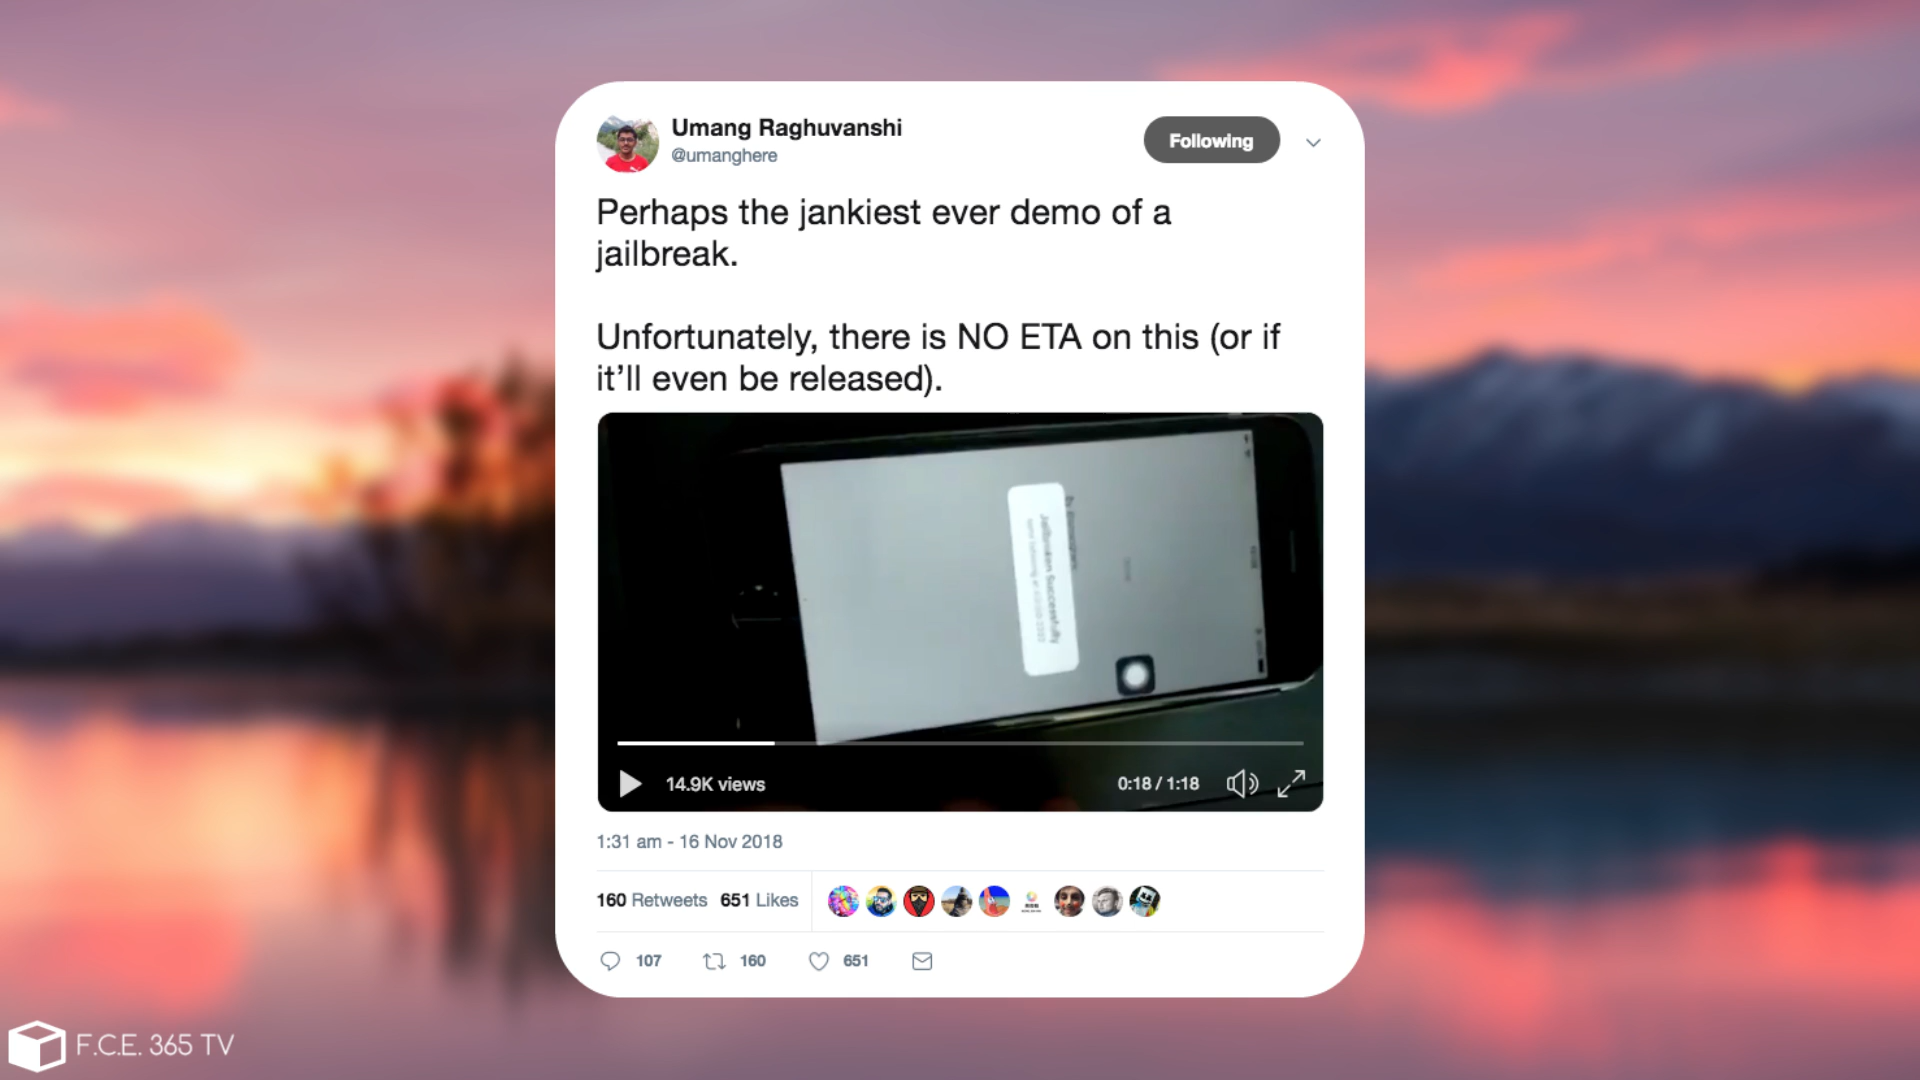 Umang Raghuvanshi
@umanghere
Following
Perhaps the jankiest ever demo of a
jailbreak.
Unfortunately, there is NO ETA on this (or if
it’ll even be released).
Jailbroken Successfully
14.9K views
0:18 / 1:18
1:31 am - 16 Nov 2018
160 Retweets 651 Likes
107
160
651
F.C.E. 365 TV